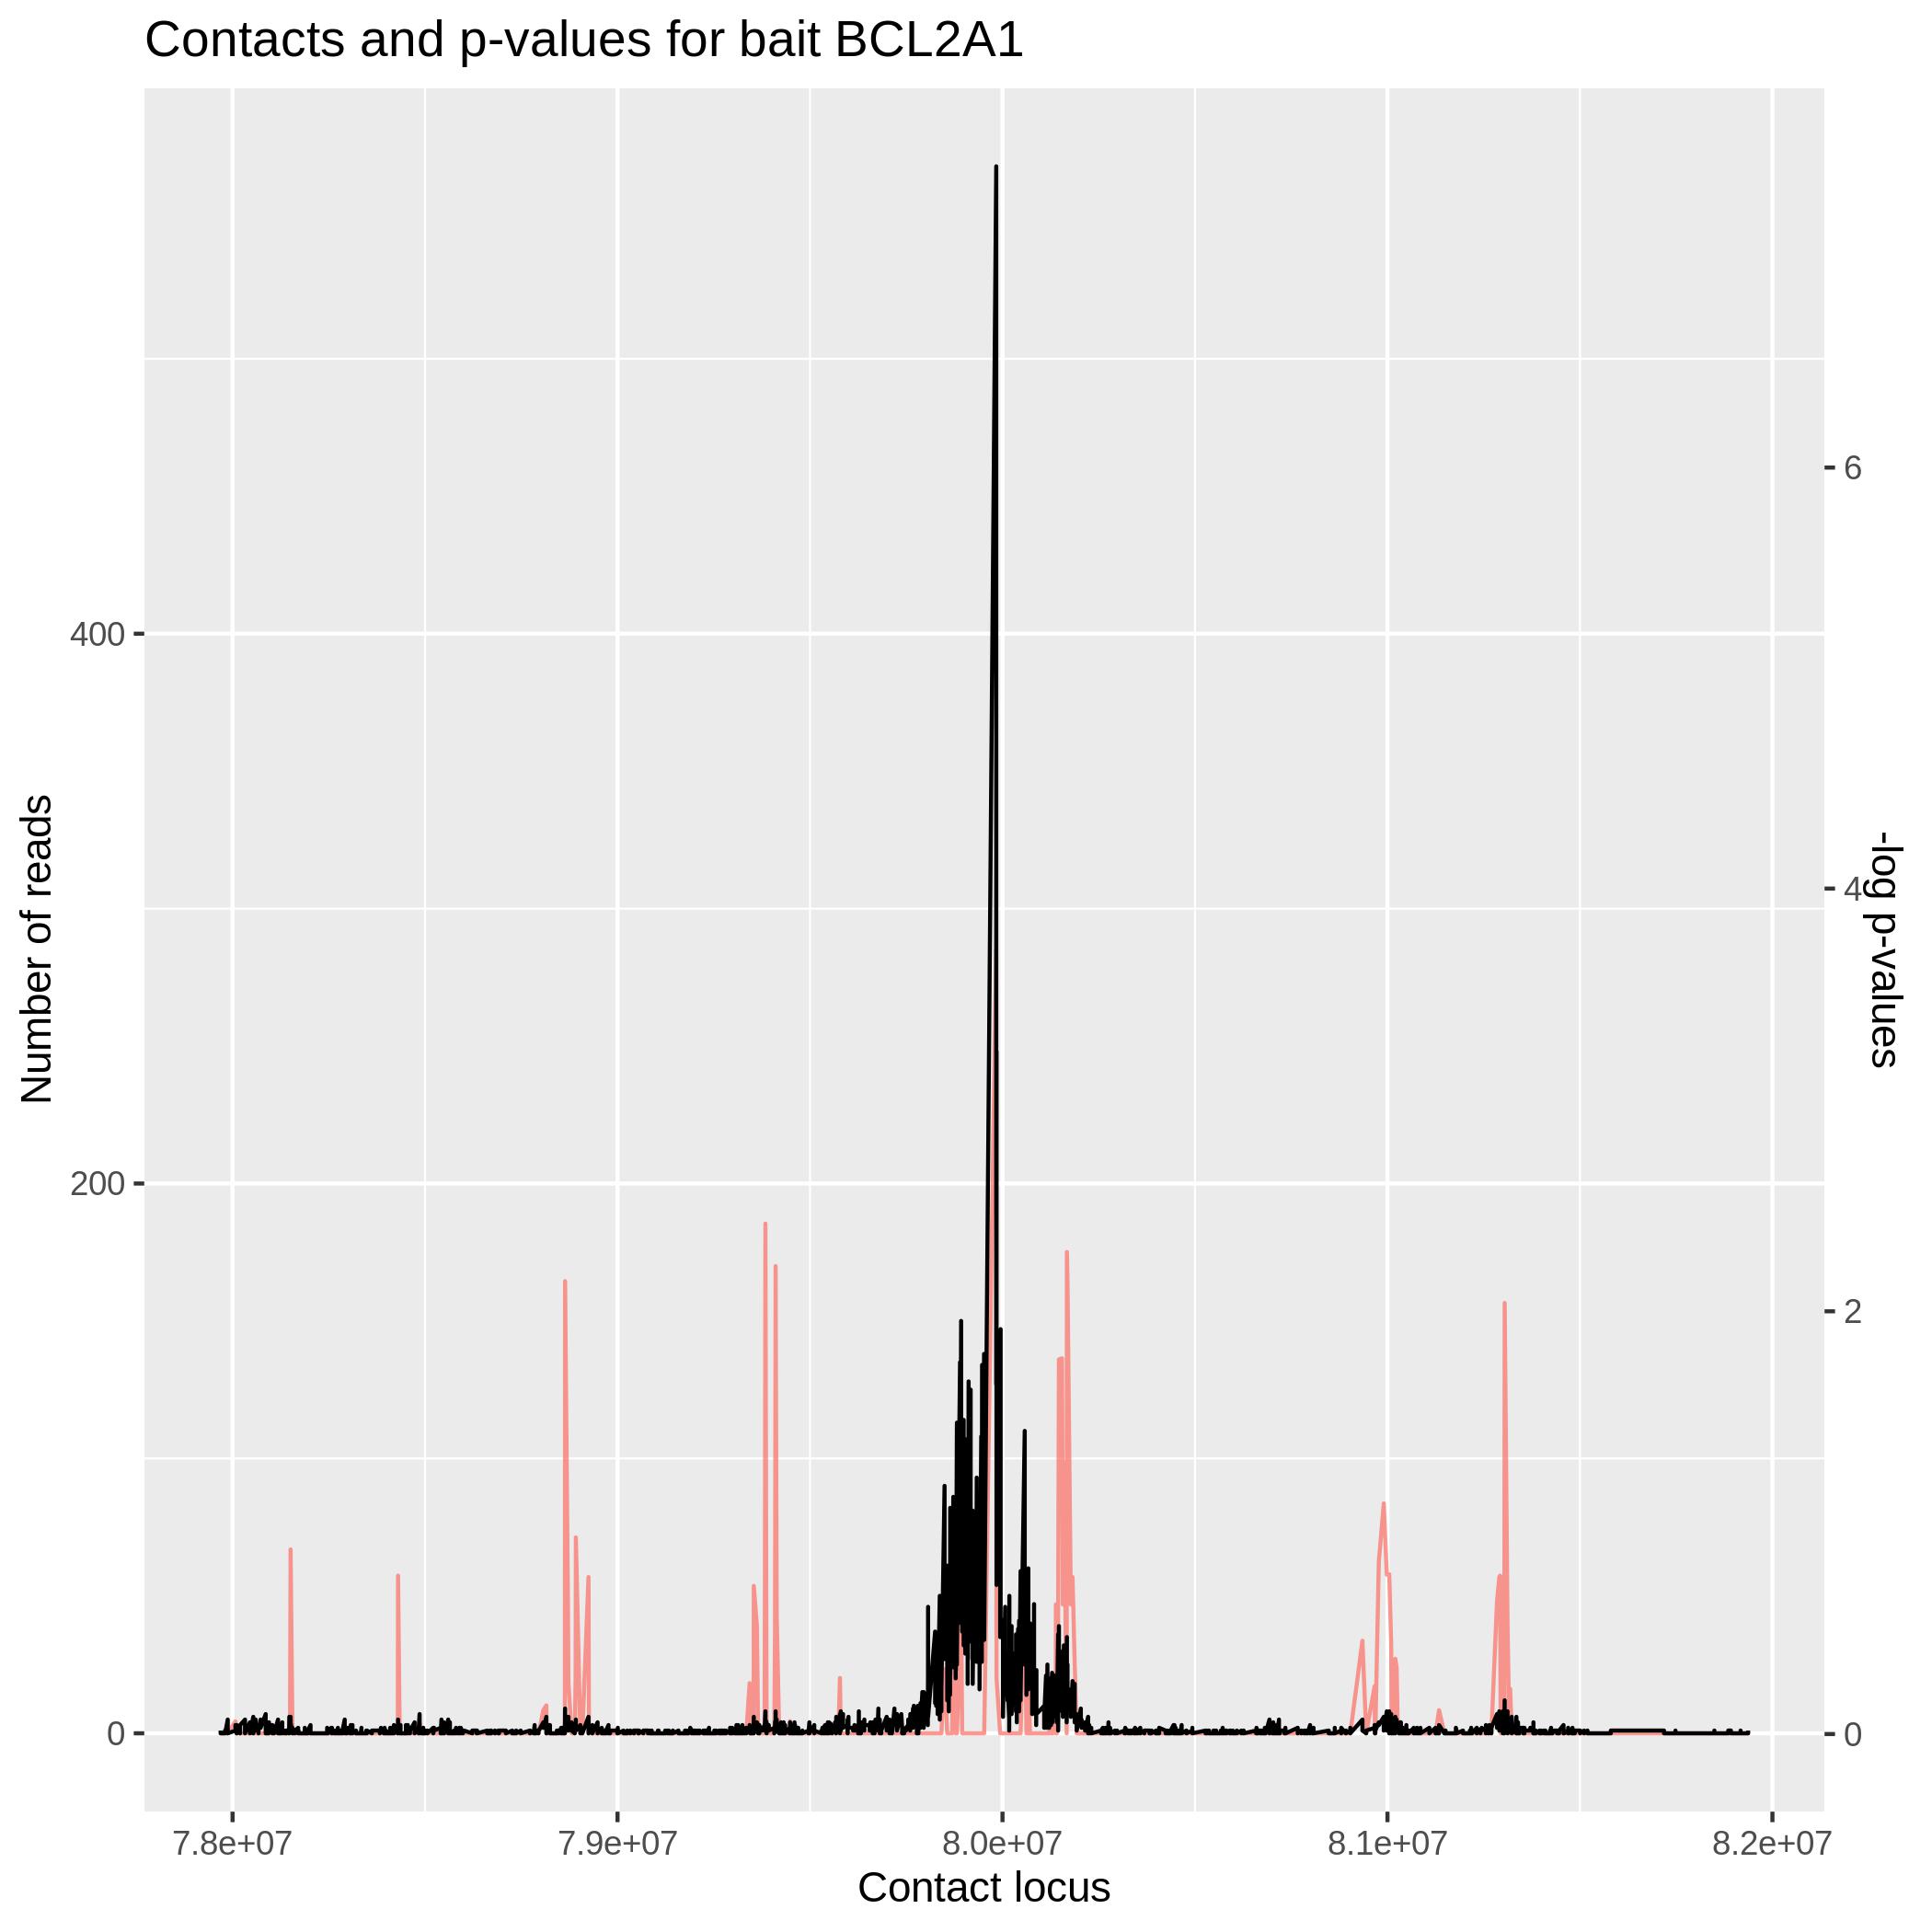 Contacts and p-values for bait BCL2A1
Number of reads
400
200
0
6
4
2
0
-log p-values
7.8e+07 7.9e+07 8.0e+07 8.1e+07 8.2e+07
Contact locus